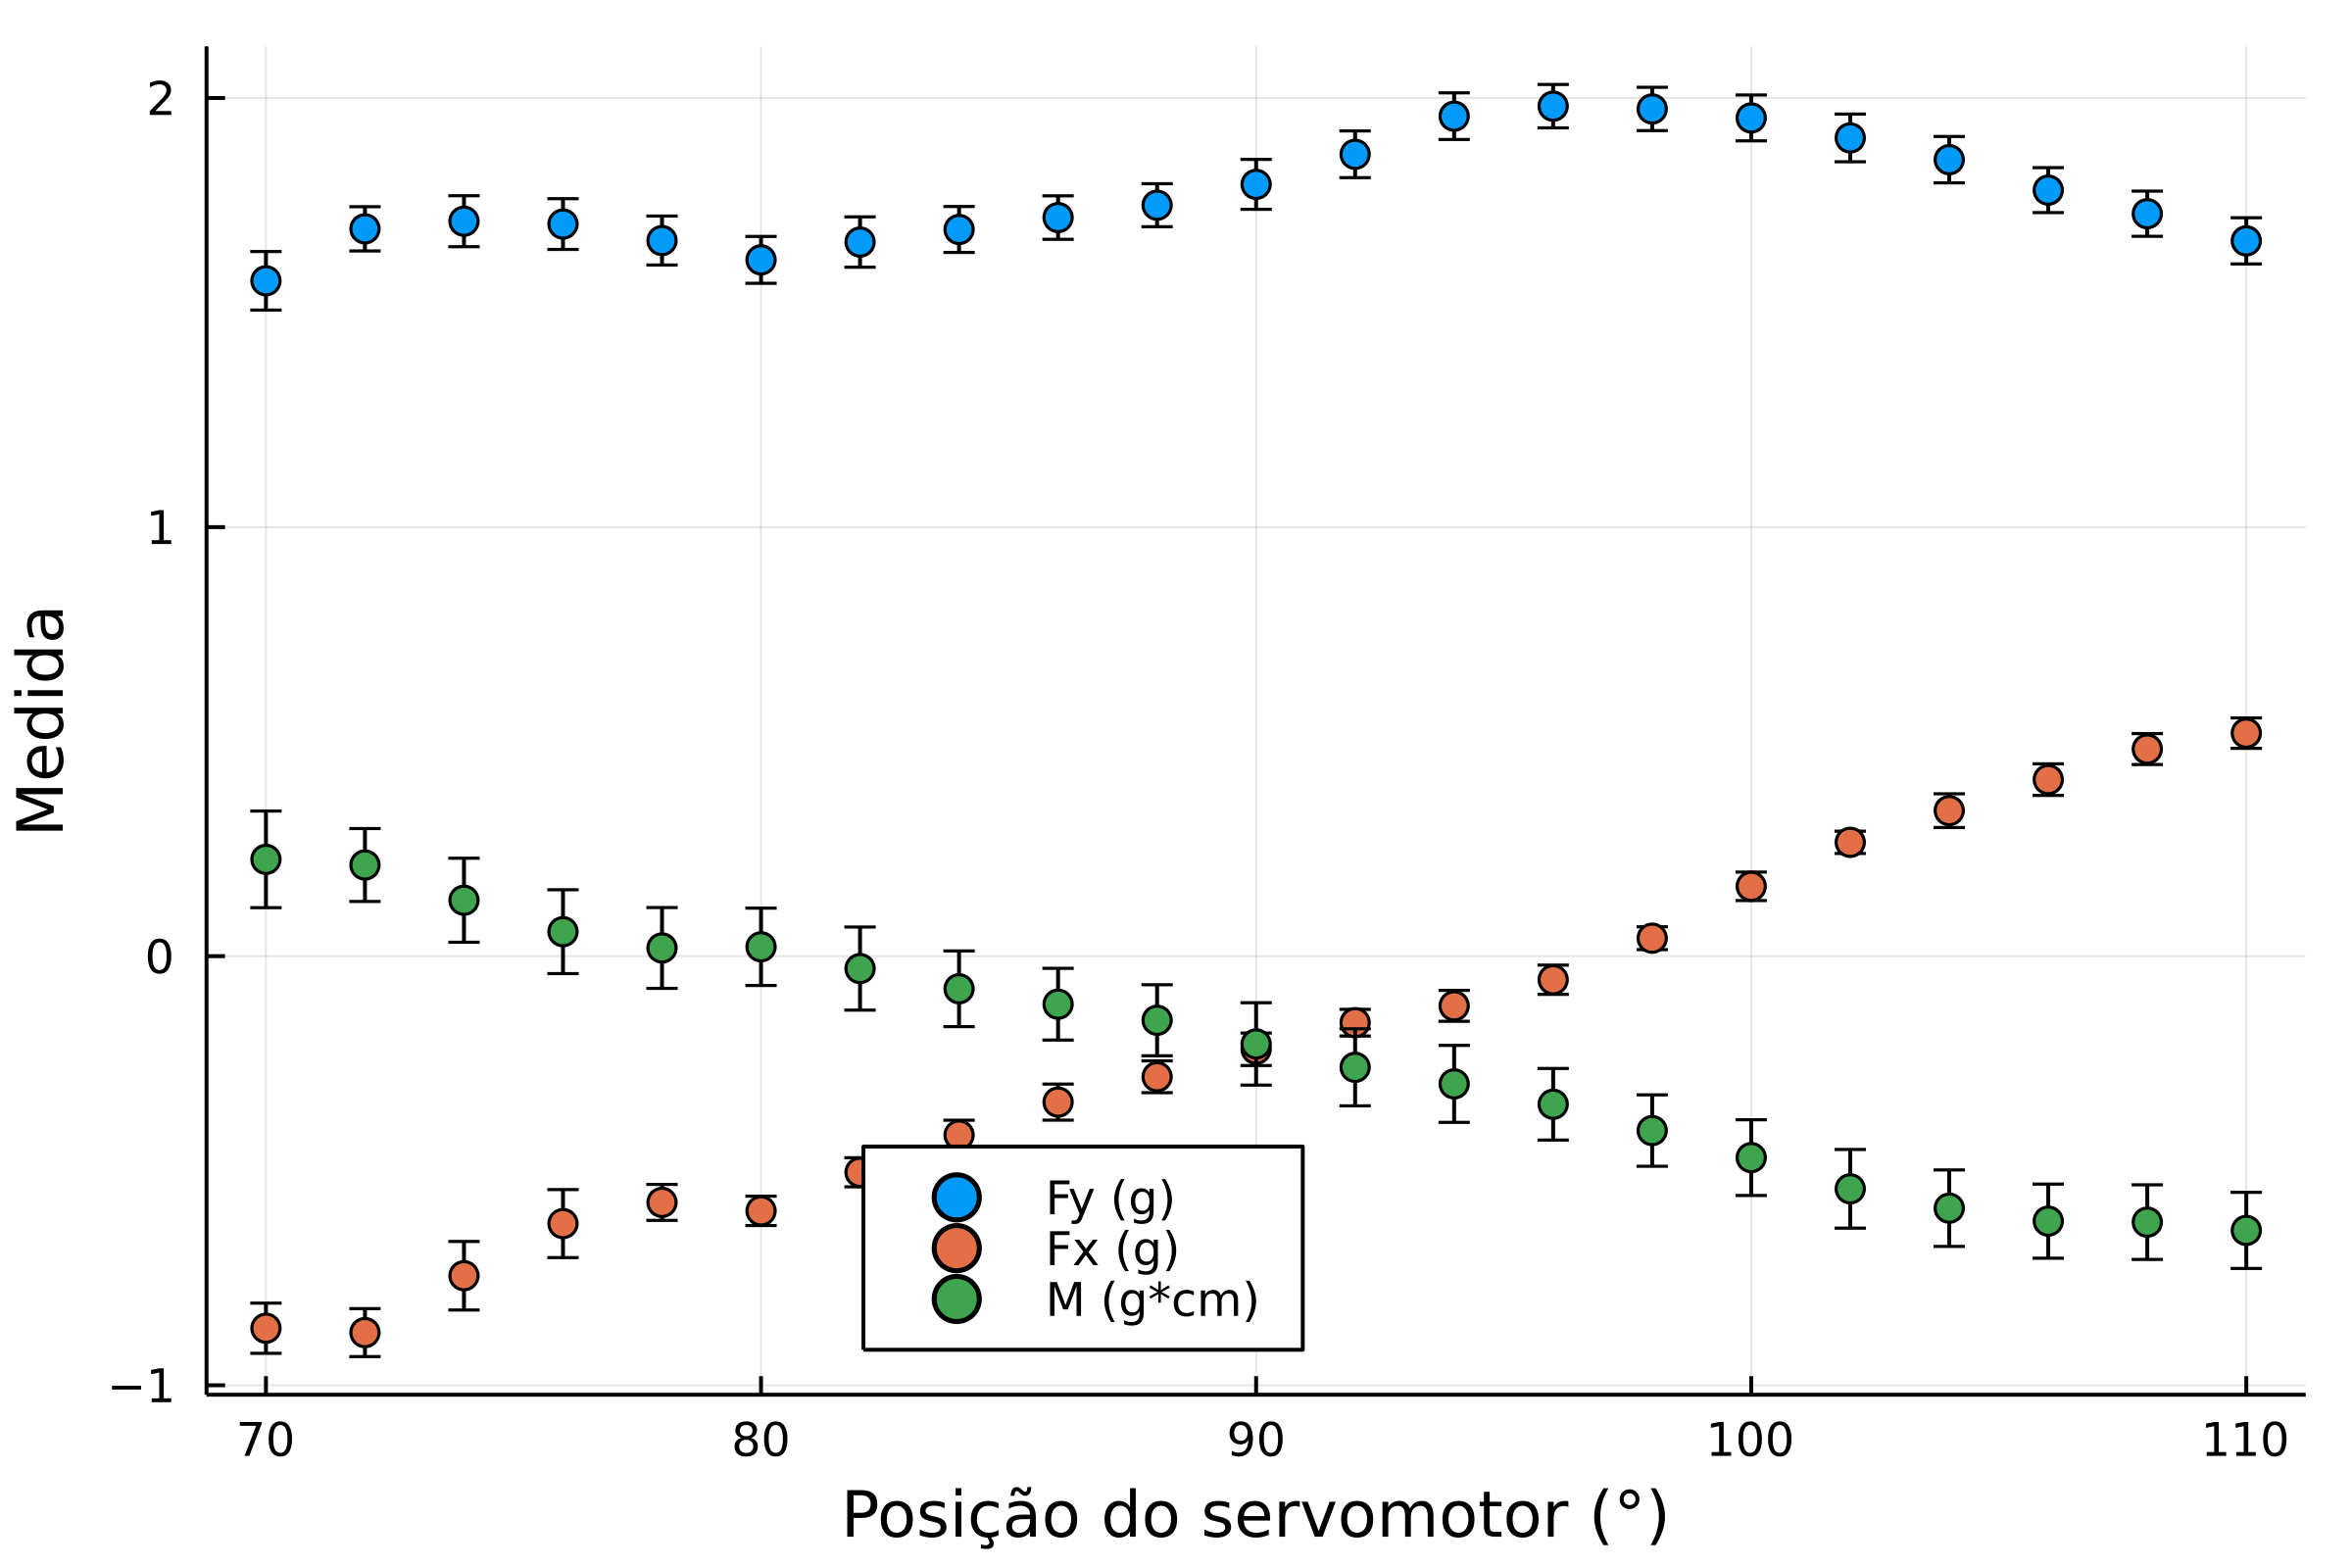 Medida
2
1
0
−1
70 80 90 100 110
Posição do servomotor (°)
Fy (g)
Fx (g)
M (g*cm)